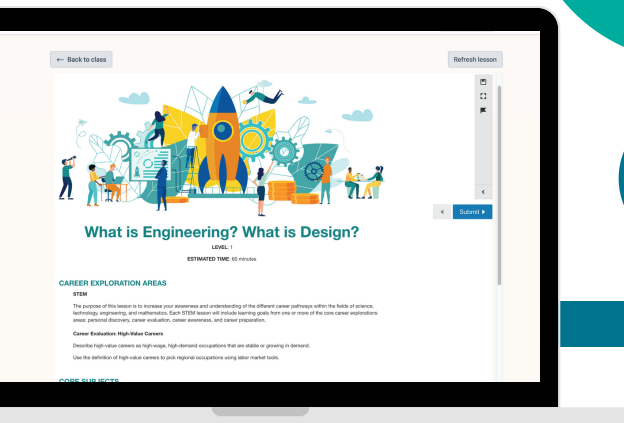 ← Back to class
Refresh lesson
Submit
What is Engineering? What is Design?
LEVEL: 1
ESTIMATED TIME: 60 minutes
CAREER EXPLORATION AREAS
STEM
The purpose of this lesson is to increase your awareness and understanding of the different career pathways within the fields of science,
technology, engineering, and mathematics. Each STEM lesson will include learning goals from one or more of the core career explorations
areas: personal discovery, career evaluation, career awareness, and career preparation.
Career Evaluation: High-Value Careers
Describe high-value careers as high-wage, high-demand occupations that are stable or growing in demand.
Use the definition of high-value careers to pick regional occupations using labor market tools.
CORE SUBJECTS